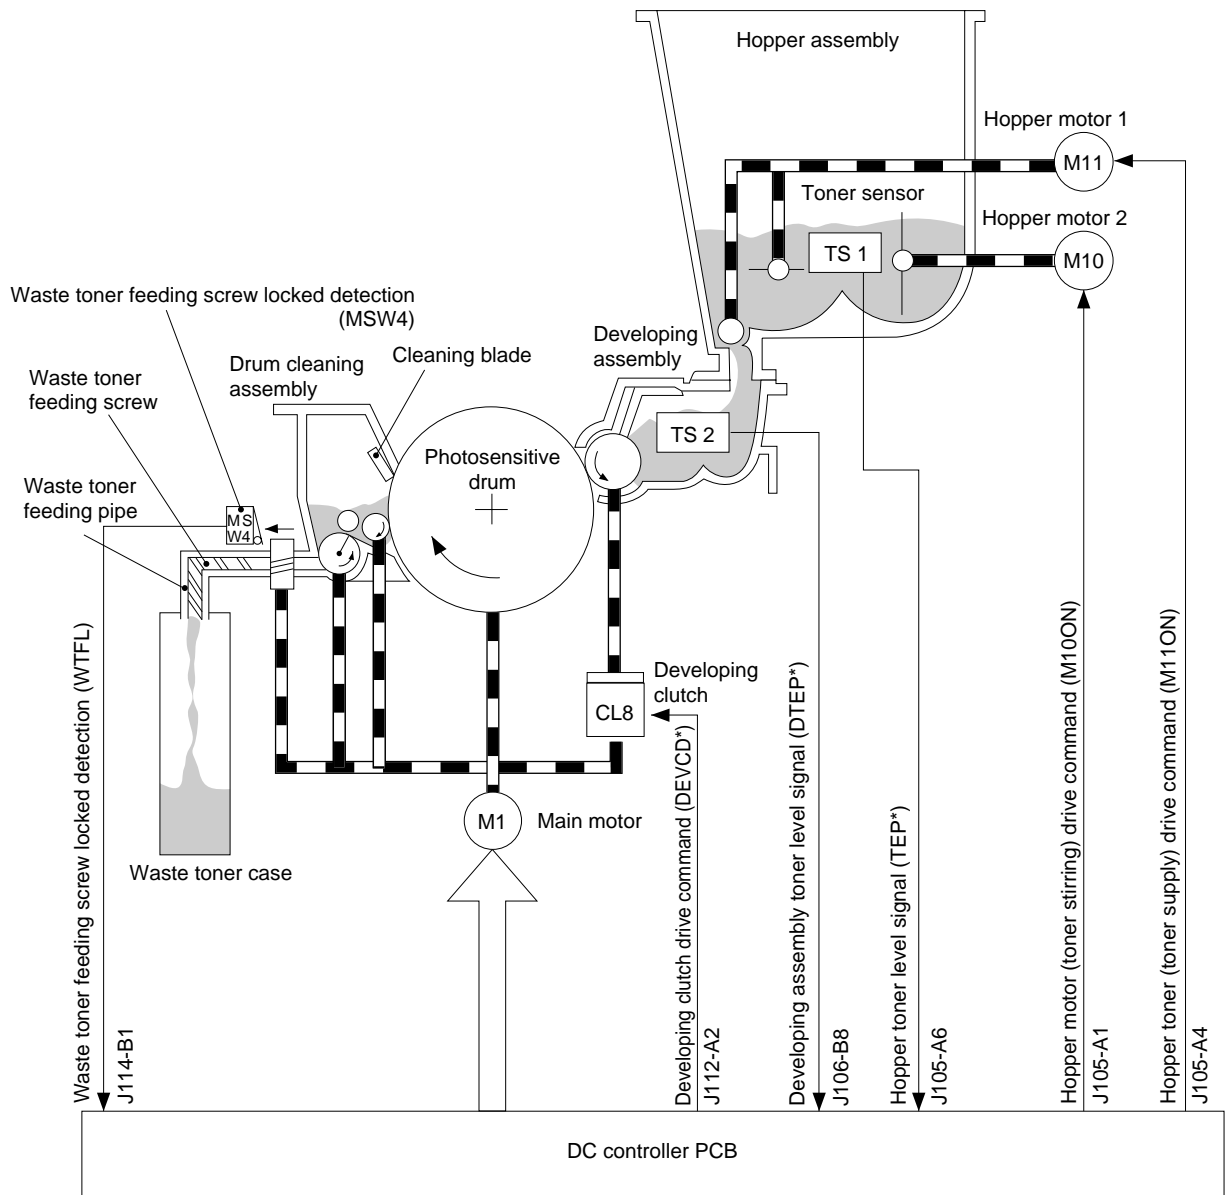 Hopper assembly
Hopper motor 1
M11
Toner sensor
Hopper motor 2
TS 1
M10
Waste toner feeding screw locked detection
(MSW4)
Developing
assembly
Cleaning blade
Drum cleaning
assembly
Waste toner
feeding screw
TS 2
Photosensitive
drum
Waste toner
feeding pipe
MS
W4
Developing
clutch
CL8
M1
Main motor
Waste toner case
Waste toner feeding screw locked detection (WTFL)
J114-B1
Developing clutch drive command (DEVCD*)
J112-A2
Developing assembly toner level signal (DTEP*)
J106-B8
Hopper toner level signal (TEP*)
J105-A6
Hopper motor (toner stirring) drive command (M10ON)
J105-A1
Hopper toner (toner supply) drive command (M11ON)
J105-A4
DC controller PCB